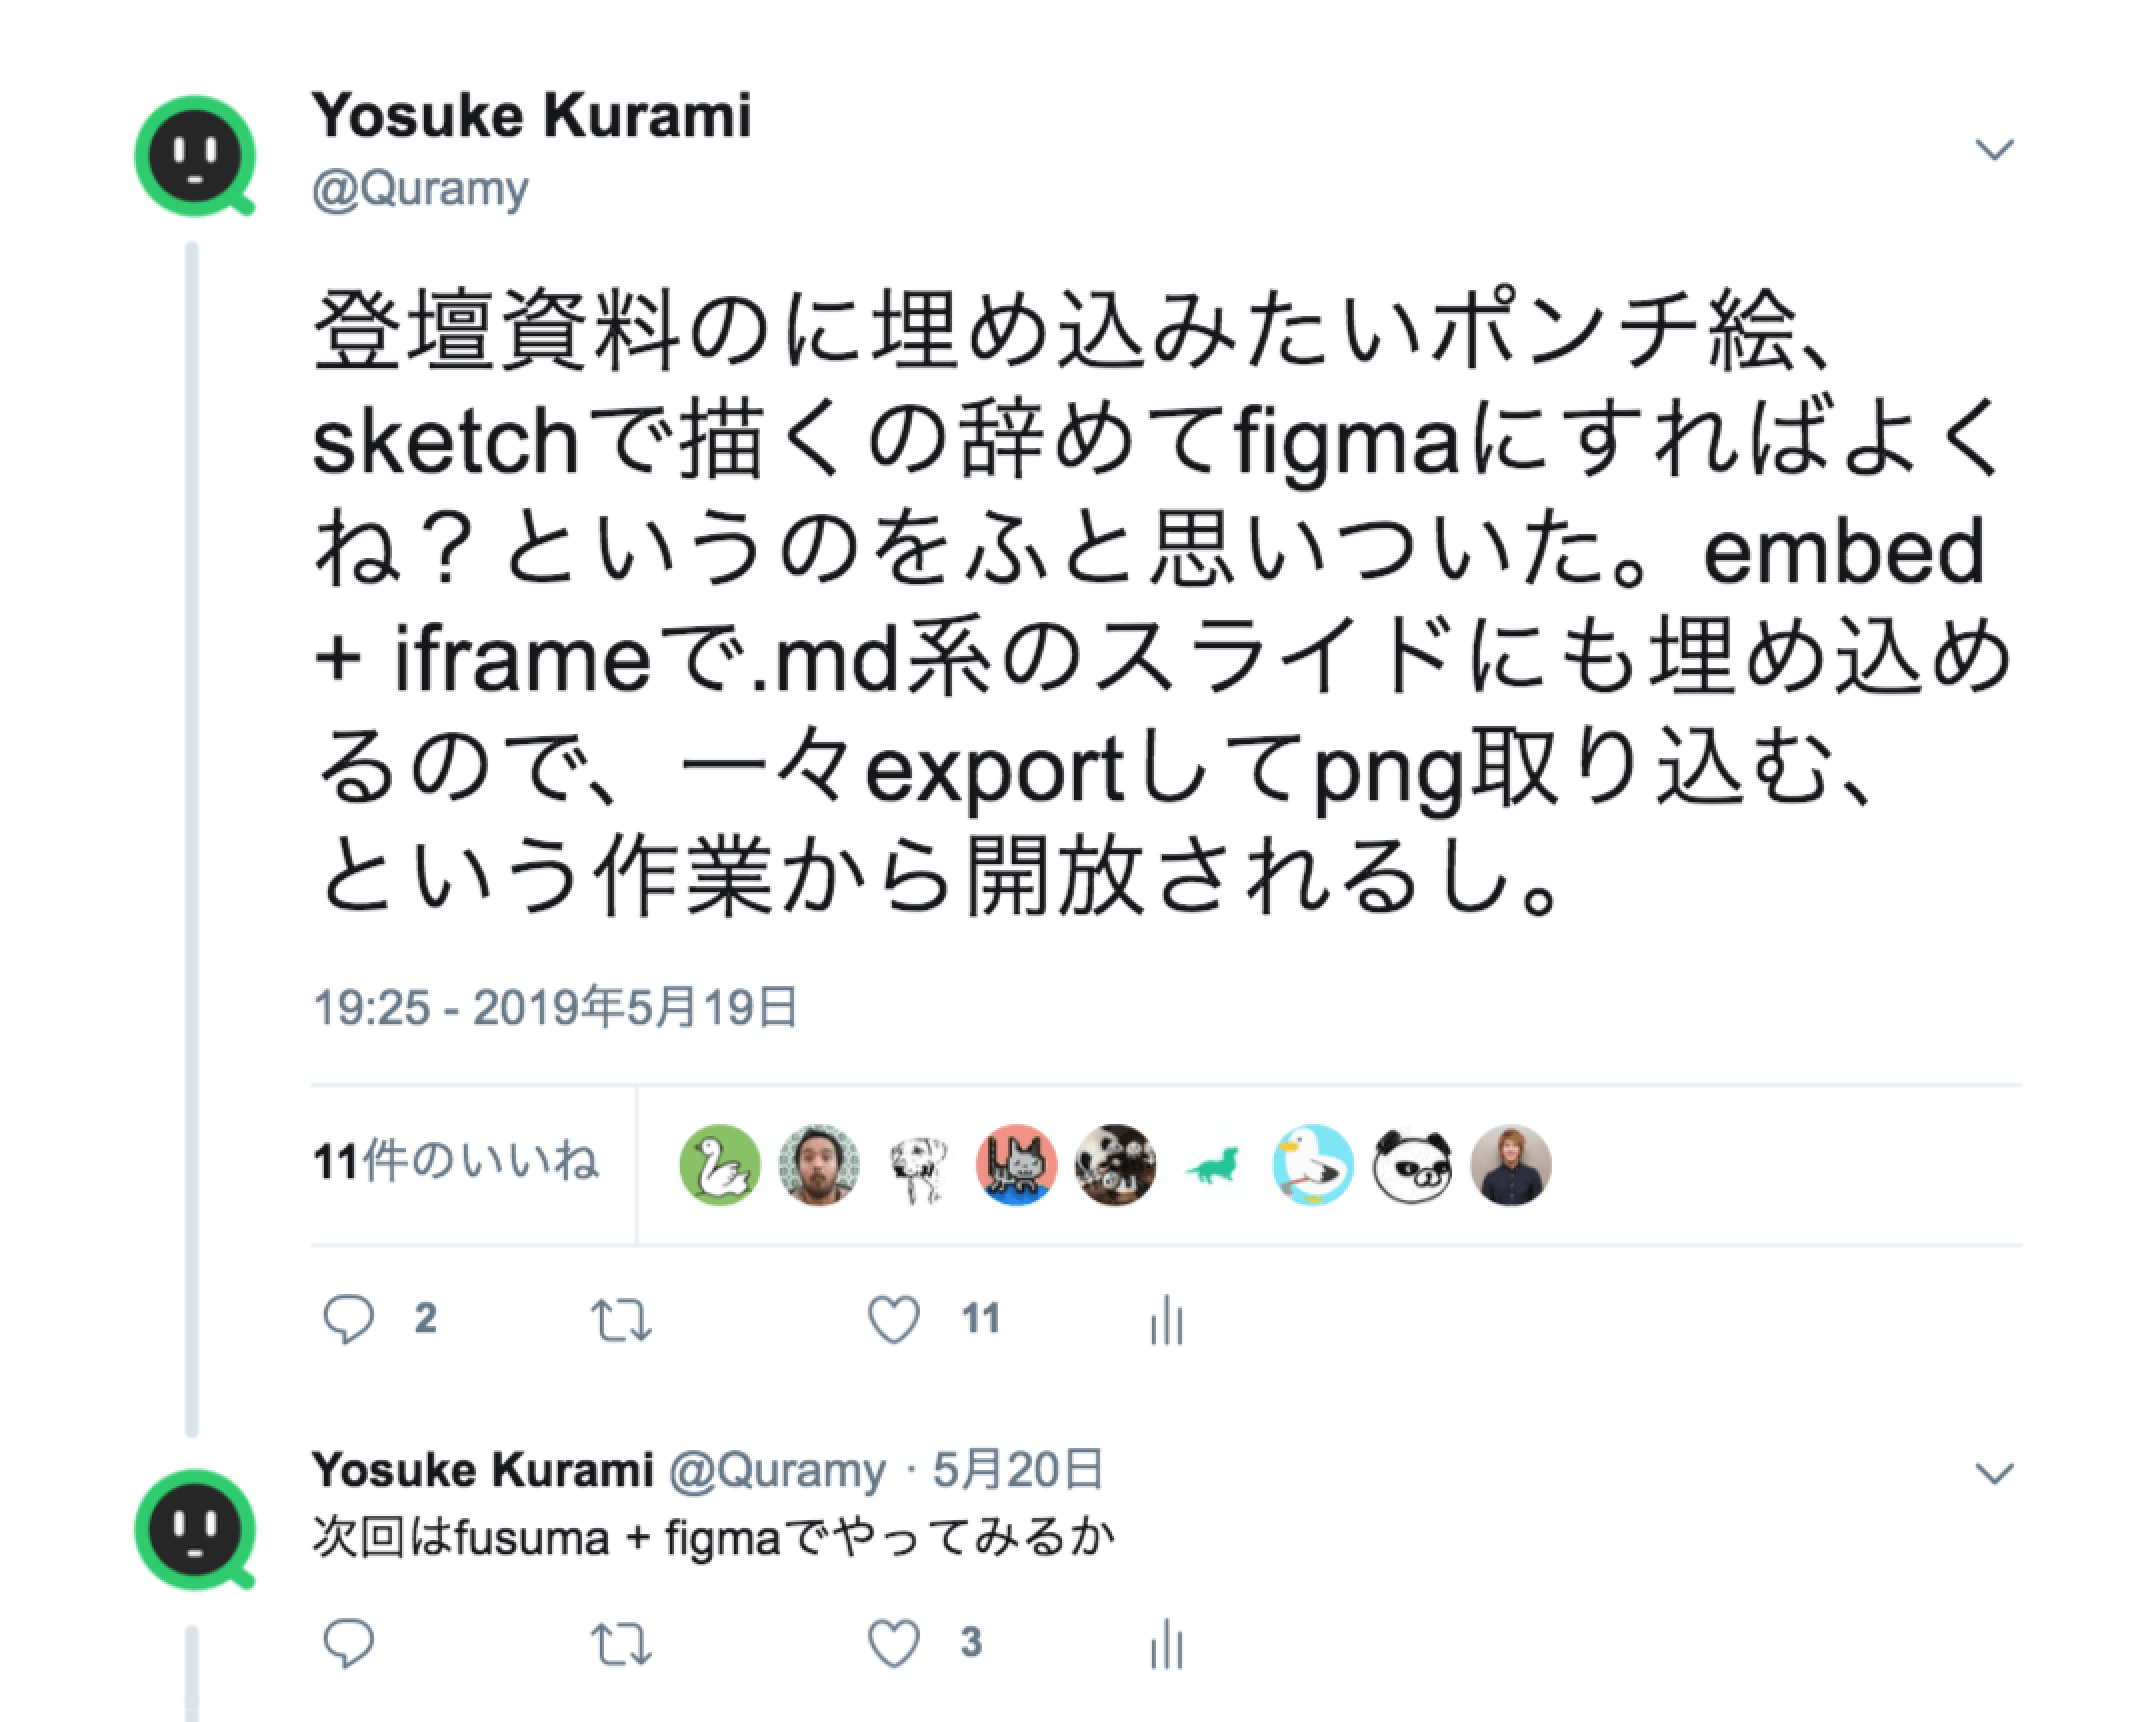 Yosuke Kurami
@Quramy
登壇資料のに埋め込みたいポンチ絵、
sketchで描くの辞めてfigmaにすればよく
ね？というのをふと思いついた。embed
+ iframeで.md系のスライドにも埋め込め
るので、一々exportしてpng取り込む、
という作業から開放されるし。
19:25 - 2019年5月19日
11件のいいね
2 11
Yosuke Kurami @Quramy · 5月20日
次回はfusuma + figmaでやってみるか
3